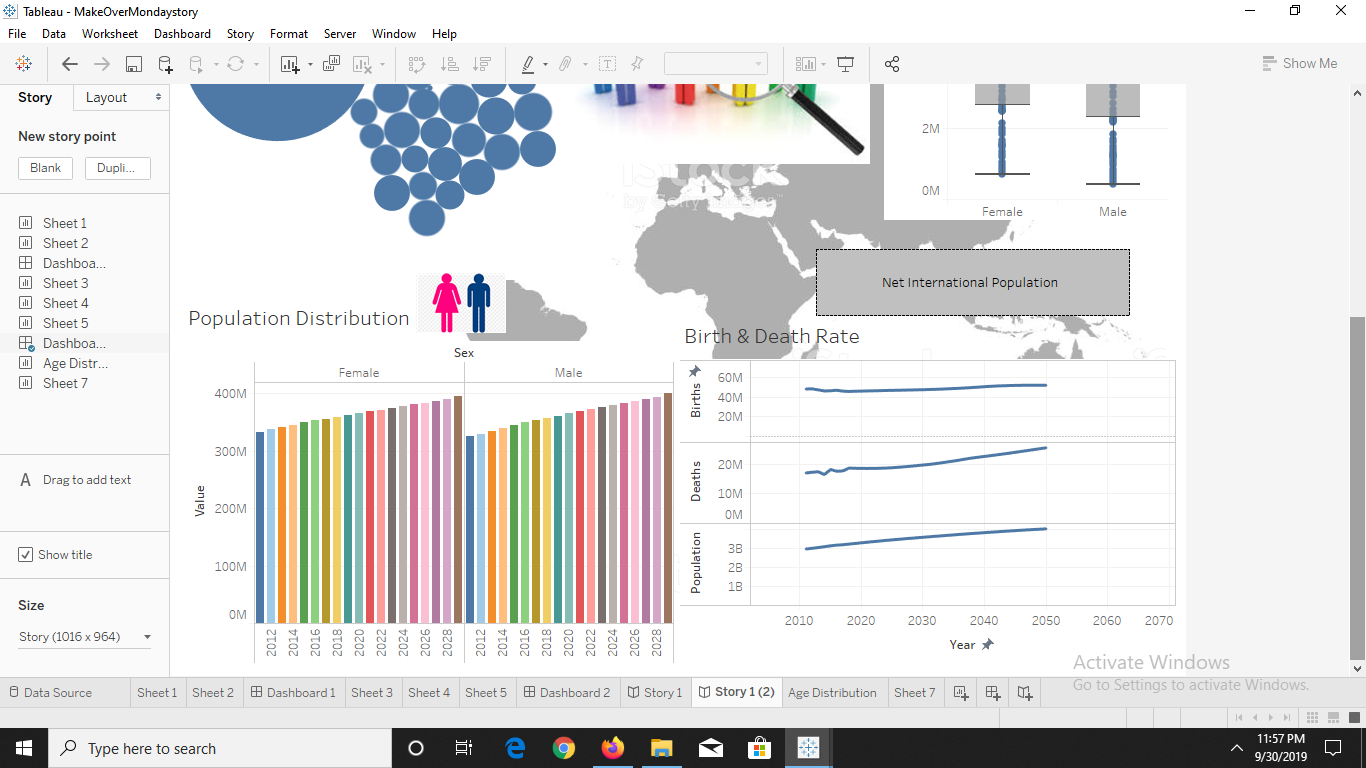 Tableau - MakeOverMondaystory
File Data Worksheet Dashboard Story Format Server Window Help
Show Me
Story Layout
New story point
Blank Dupli...
Sheet 1
Sheet 2
Dashboa...
Sheet 3
Sheet 4
Sheet 5
Dashboa...
Age Distr...
Sheet 7
A Drag to add text
Show title
Size
Story (1016 x 964)
iStock
by Getty Images™
2M
0M
Female Male
Net International Population
Population Distribution
Sex
Female Male
Value
400M
300M
200M
100M
0M
2012 2014 2016 2018 2020 2022 2024 2026 2028 2012 2014 2016 2018 2020 2022 2024 2026 2028
Birth & Death Rate
Births
60M
40M
20M
Deaths
20M
10M
0M
Population
3B
2B
1B
2010 2020 2030 2040 2050 2060 2070
Year
Activate Windows
Go to Settings to activate Windows.
Data Source Sheet 1 Sheet 2 Dashboard 1 Sheet 3 Sheet 4 Sheet 5 Dashboard 2 Story 1 Story 1 (2) Age Distribution Sheet 7
Type here to search
11:57 PM
9/30/2019